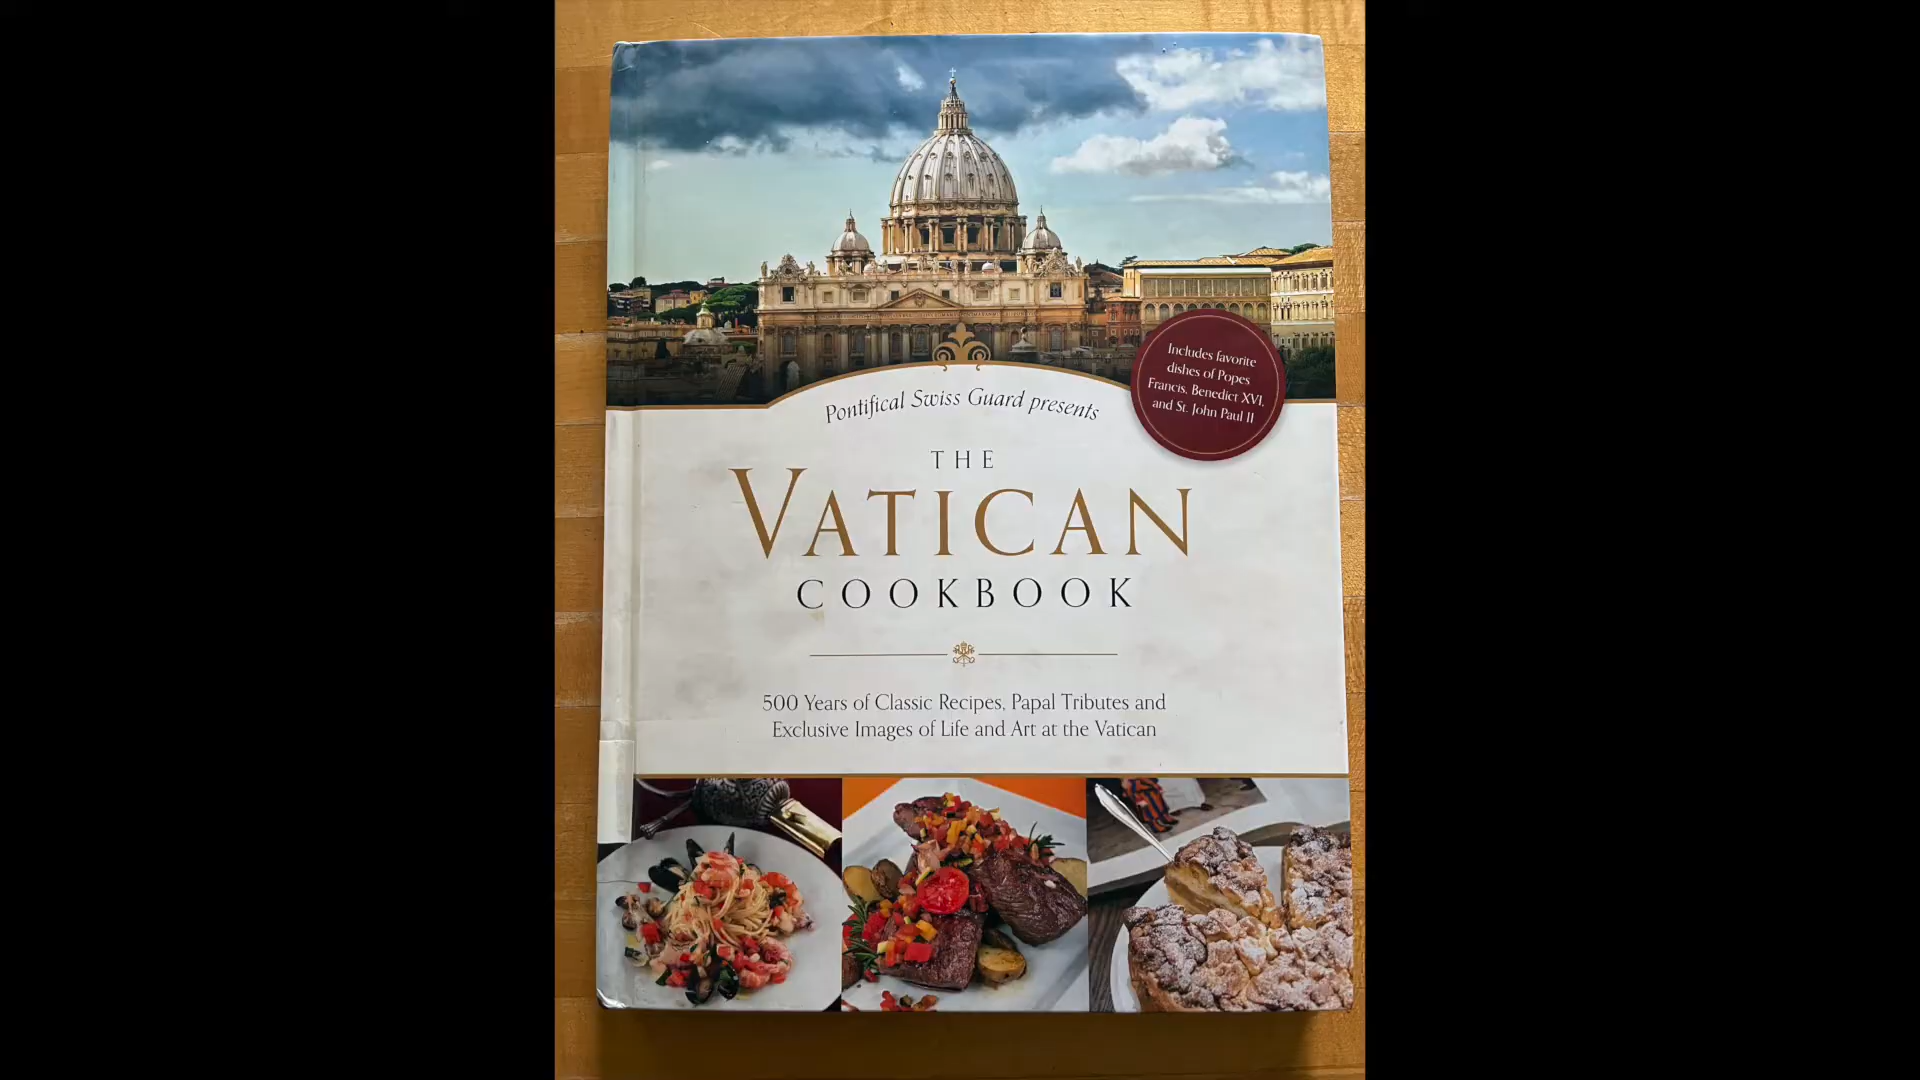 Includes favorite
dishes of Popes
Francis, Benedict XVI,
and St. John Paul II
Pontifical Swiss Guard presents
THE
VATICAN
COOKBOOK
500 Years of Classic Recipes, Papal Tributes and
Exclusive Images of Life and Art at the Vatican